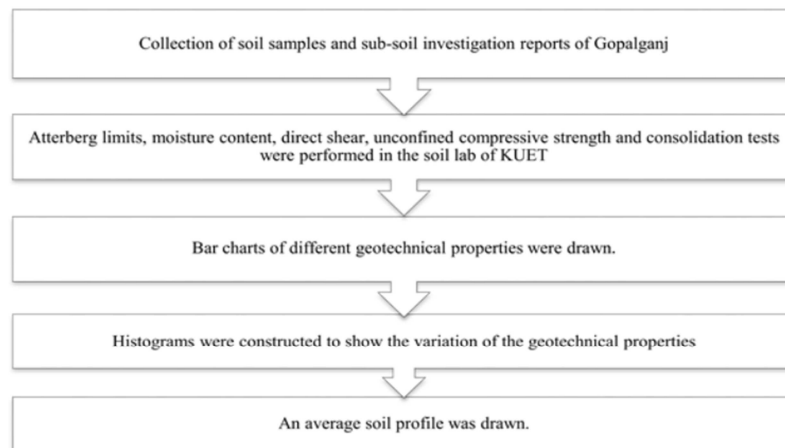 Collection of soil samples and sub-soil investigation reports of Gopalganj
Atterberg limits, moisture content, direct shear, unconfined compressive strength and consolidation tests
were performed in the soil lab of KUET
Bar charts of different geotechnical properties were drawn.
Histograms were constructed to show the variation of the geotechnical properties
An average soil profile was drawn.